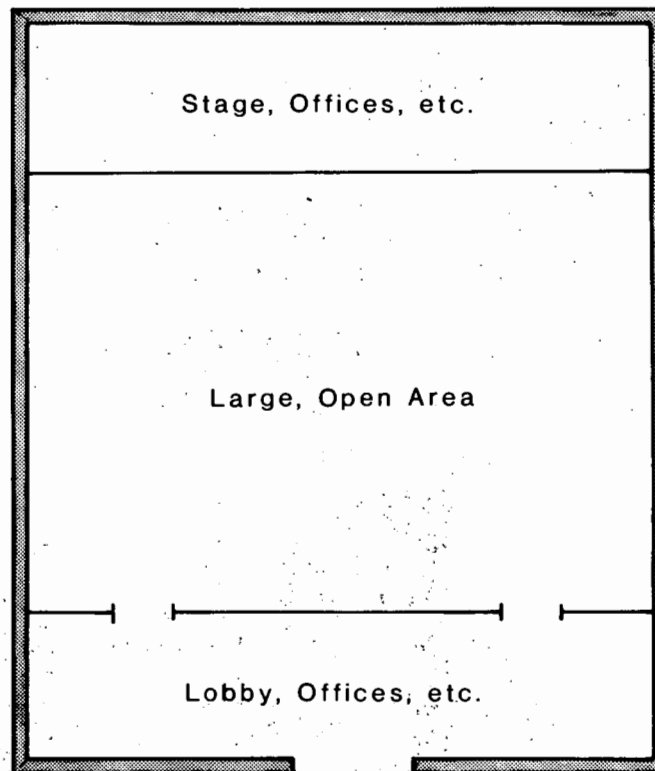 Stage, Offices, etc.
Large, Open Area
Lobby, Offices, etc.